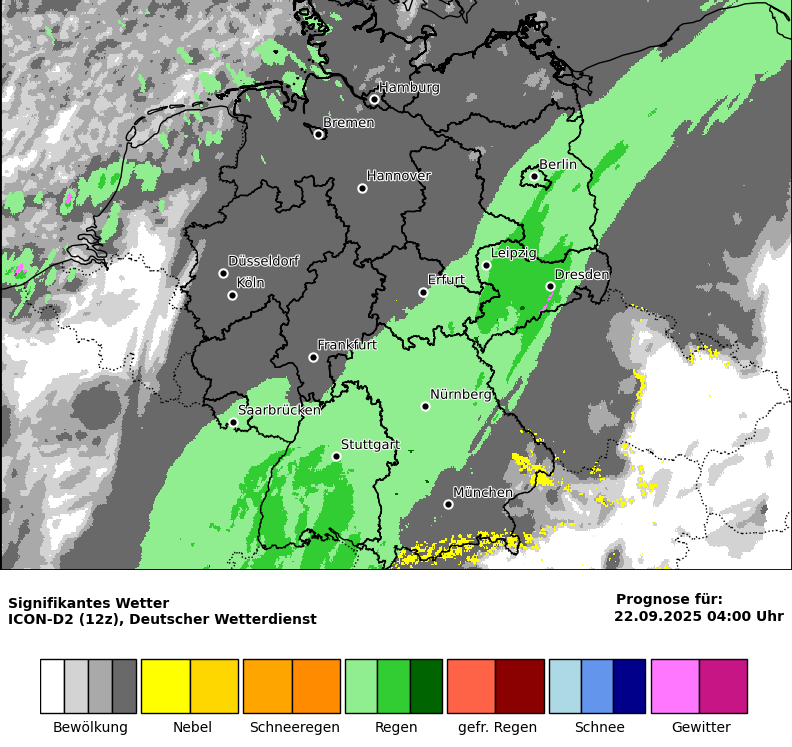 Hamburg
Bremen
Berlin
Hannover
Leipzig
Düsseldorf
Dresden
Köln
Erfurt
Frankfurt
Nürnberg
Saarbrücken
Stuttgart
München
Signifikantes Wetter
ICON-D2 (12z), Deutscher Wetterdienst
Prognose für:
22.09.2025 04:00 Uhr
Bewölkung Nebel Schneeregen Regen gefr. Regen Schnee Gewitter